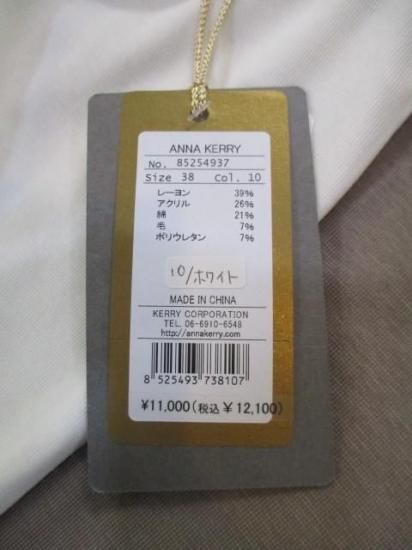 ANNA KERRY
No. 85254937
Size 38 Col. 10
レーヨン 39%
アクリル 26%
綿 21%
毛 7%
ポリウレタン 7%
10/ホワイト
MADE IN CHINA
KERRY CORPORATION
TEL. 06-6910-6548
http://annakerry.com/
8 525493 738107
¥11,000(税込¥12,100)